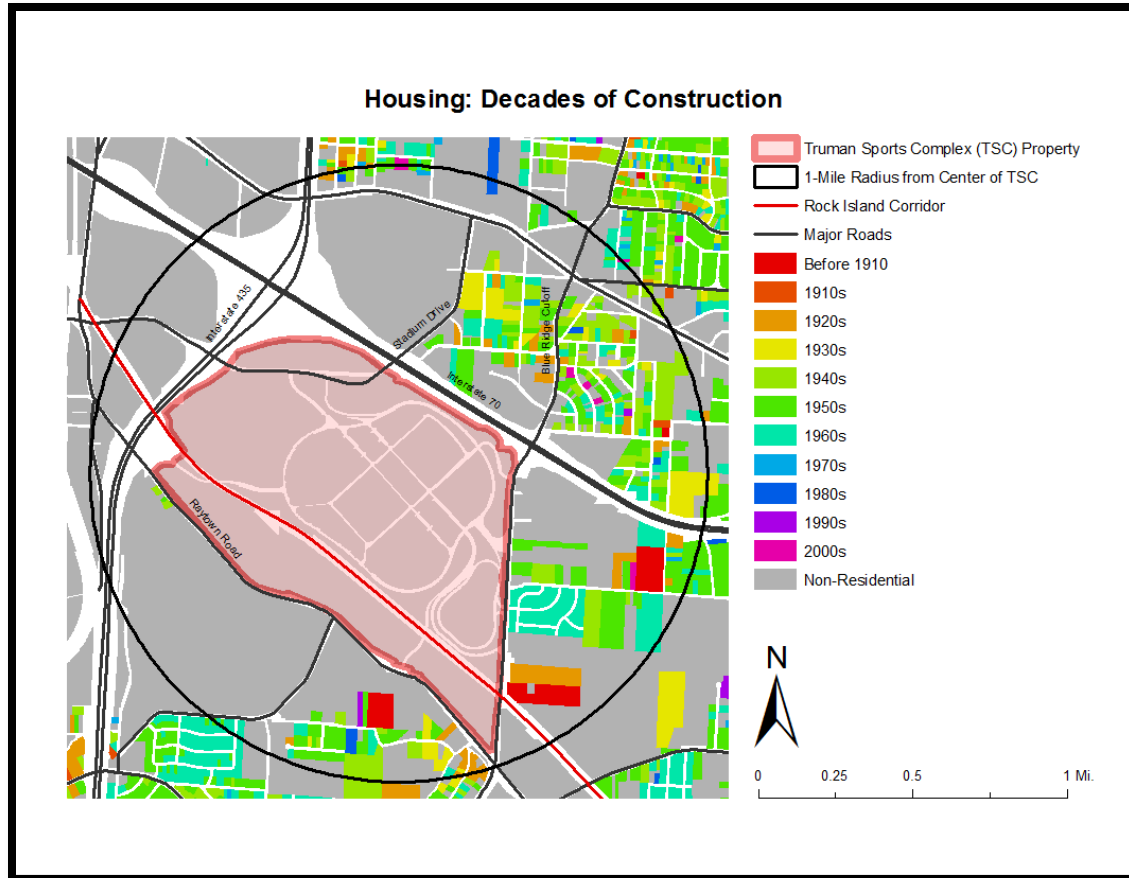 Housing: Decades of Construction
Truman Sports Complex (TSC) Property
1-Mile Radius from Center of TSC
Rock Island Corridor
Major Roads
Before 1910
1910s
1920s
1930s
1940s
1950s
1960s
1970s
1980s
1990s
2000s
Non-Residential
Interstate 435
Stadium Drive
Blue Ridge Cutoff
Interstate 70
Raytown Road
N
0 0.25 0.5 1 Mi.